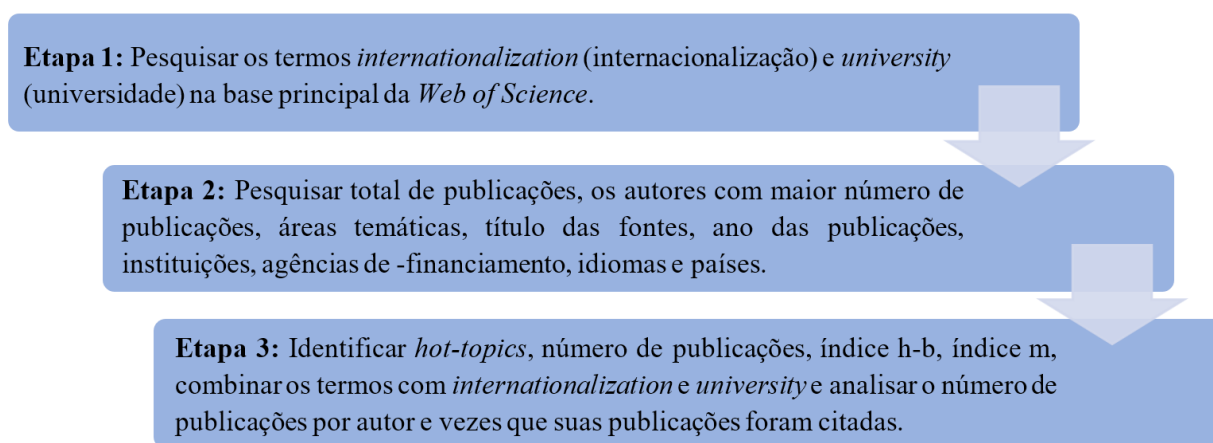 Etapa 1: Pesquisar os termos internationalization (internacionalização) e university
(universidade) na base principal da Web of Science.
Etapa 2: Pesquisar total de publicações, os autores com maior número de
publicações, áreas temáticas, título das fontes, ano das publicações,
instituições, agências de -financiamento, idiomas e países.
Etapa 3: Identificar hot-topics, número de publicações, índice h-b, índice m,
combinar os termos com internationalization e university e analisar o número de
publicações por autor e vezes que suas publicações foram citadas.